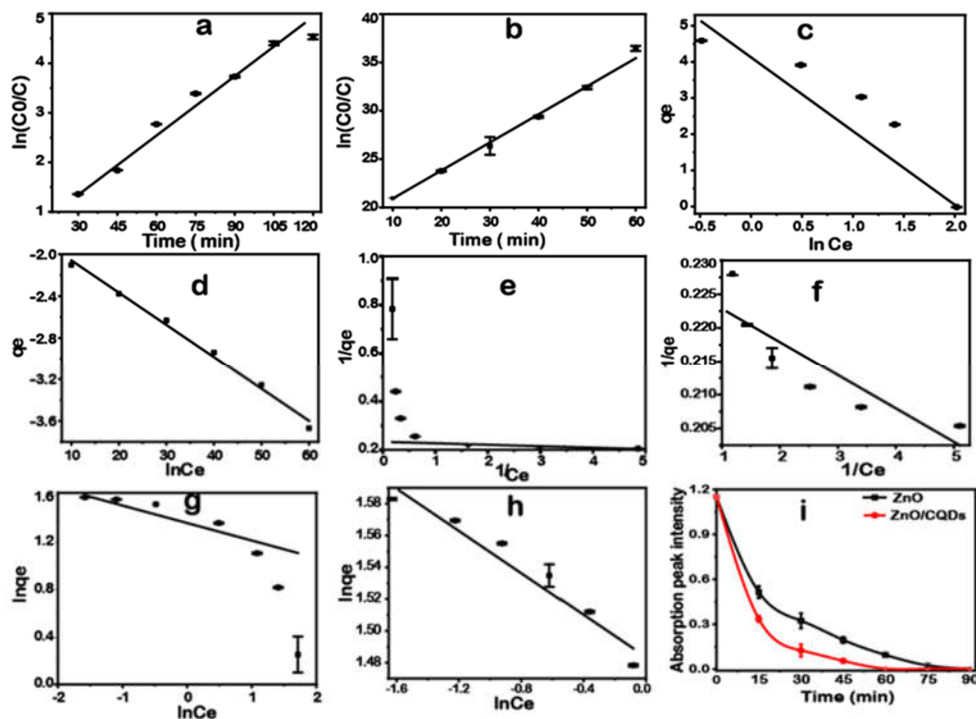 a
ln(C0/C)
5
4
3
2
1
30 45 60 75 90 105 120
Time ( min)
b
ln(C0/C)
35
30
25
20
10 20 30 40 50 60
Time ( min)
c
qe
5
4
3
2
1
0
-0.5 0.0 0.5 1.0 1.5 2.0
ln Ce
d
qe
-2.0
-2.4
-2.8
-3.2
-3.6
10 20 30 40 50 60
lnCe
e
1/qe
1.0
0.8
0.6
0.4
0.2
0 1 2 3 4 5
1/Ce
f
1/qe
0.230
0.225
0.220
0.215
0.210
0.205
1 2 3 4 5
1/Ce
g
lnqe
1.6
1.2
0.8
0.4
0.0
-2 -1 0 1 2
lnCe
h
lnqe
1.58
1.56
1.54
1.52
1.50
1.48
-1.6 -1.2 -0.8 -0.4 0.0
lnCe
i
ZnO
ZnO/CQDs
Absorption peak intensity
1.2
0.9
0.6
0.3
0.0
0 15 30 45 60 75 90
Time (min)